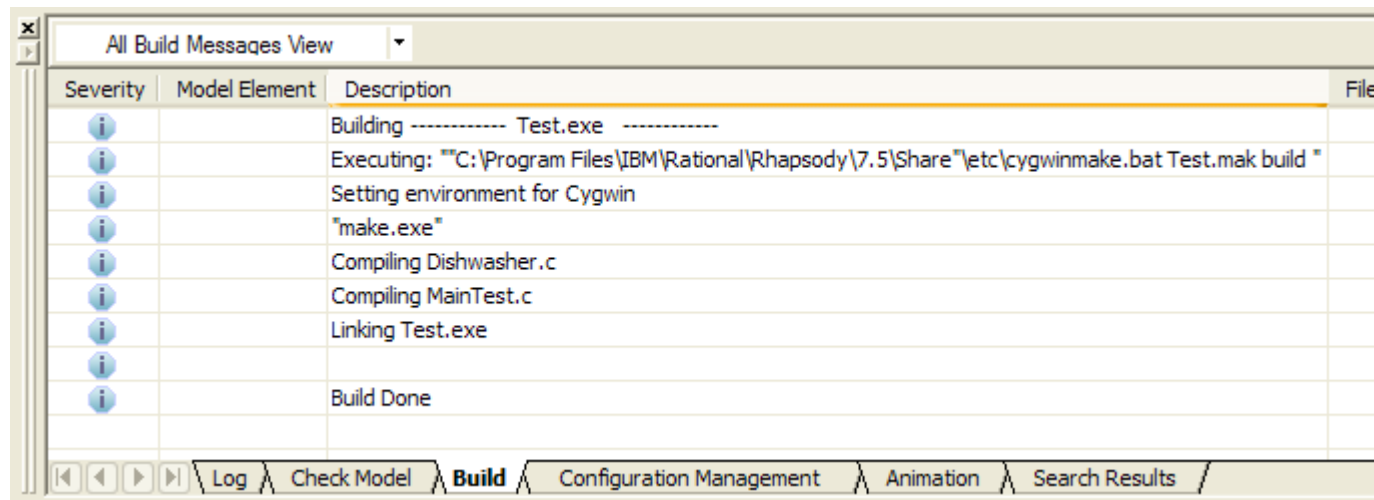 All Build Messages View
Severity Model Element Description File
Building ------------ Test.exe ------------
Executing: ""C:\Program Files\IBM\Rational\Rhapsody\7.5\Share"\etc\cygwinmake.bat Test.mak build "
Setting environment for Cygwin
"make.exe"
Compiling Dishwasher.c
Compiling MainTest.c
Linking Test.exe
Build Done
Log Check Model Build Configuration Management Animation Search Results